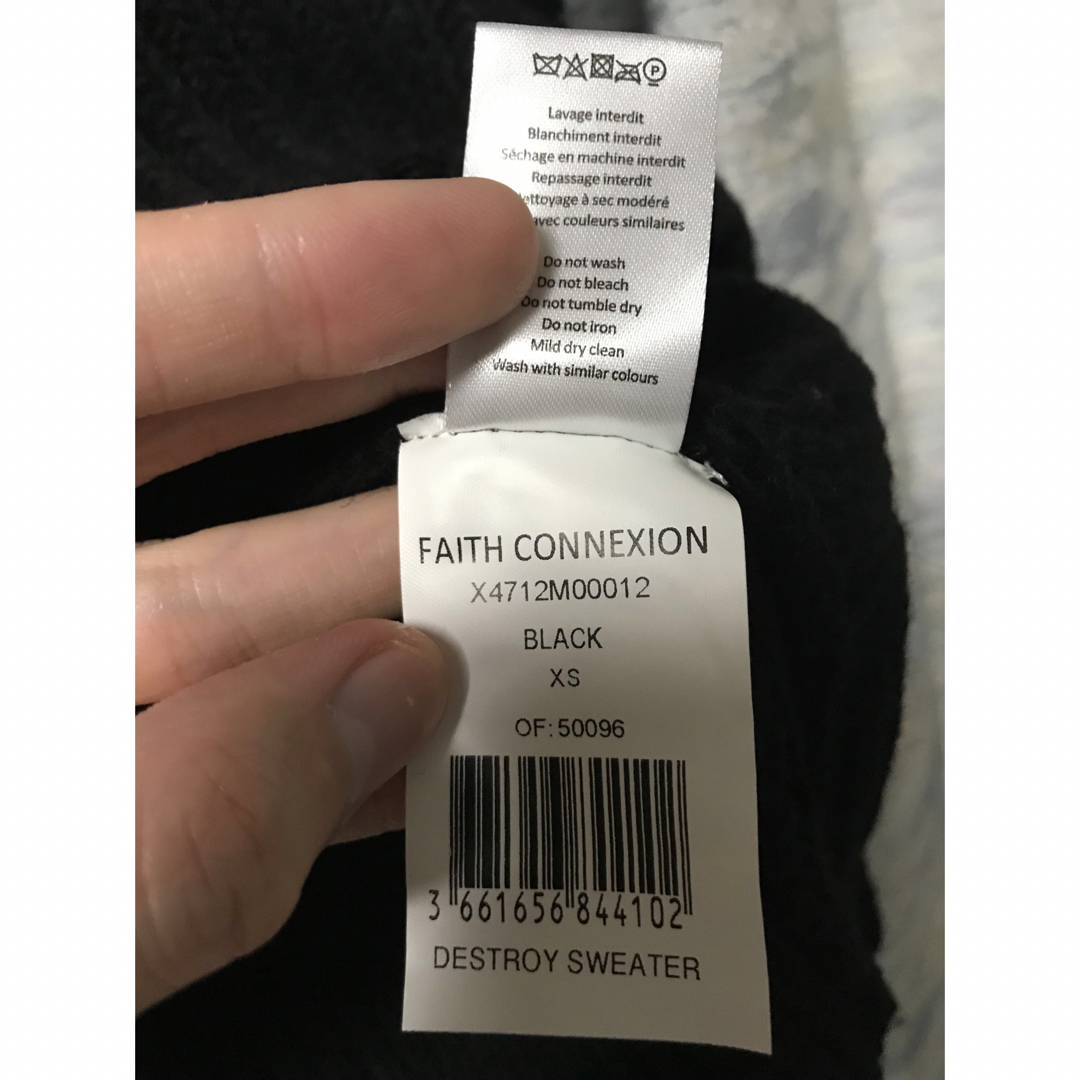 P
Lavage interdit
Blanchiment interdit
Séchage en machine interdit
Repassage interdit
à sec modéré
avec couleurs similaires
Do not wash
Do not bleach
Do not tumble dry
Do not iron
Mild dry clean
Wash with similar colours
FAITH CONNEXION
X4712M00012
BLACK
XS
OF: 50096
3 661656 844102
DESTROY SWEATER